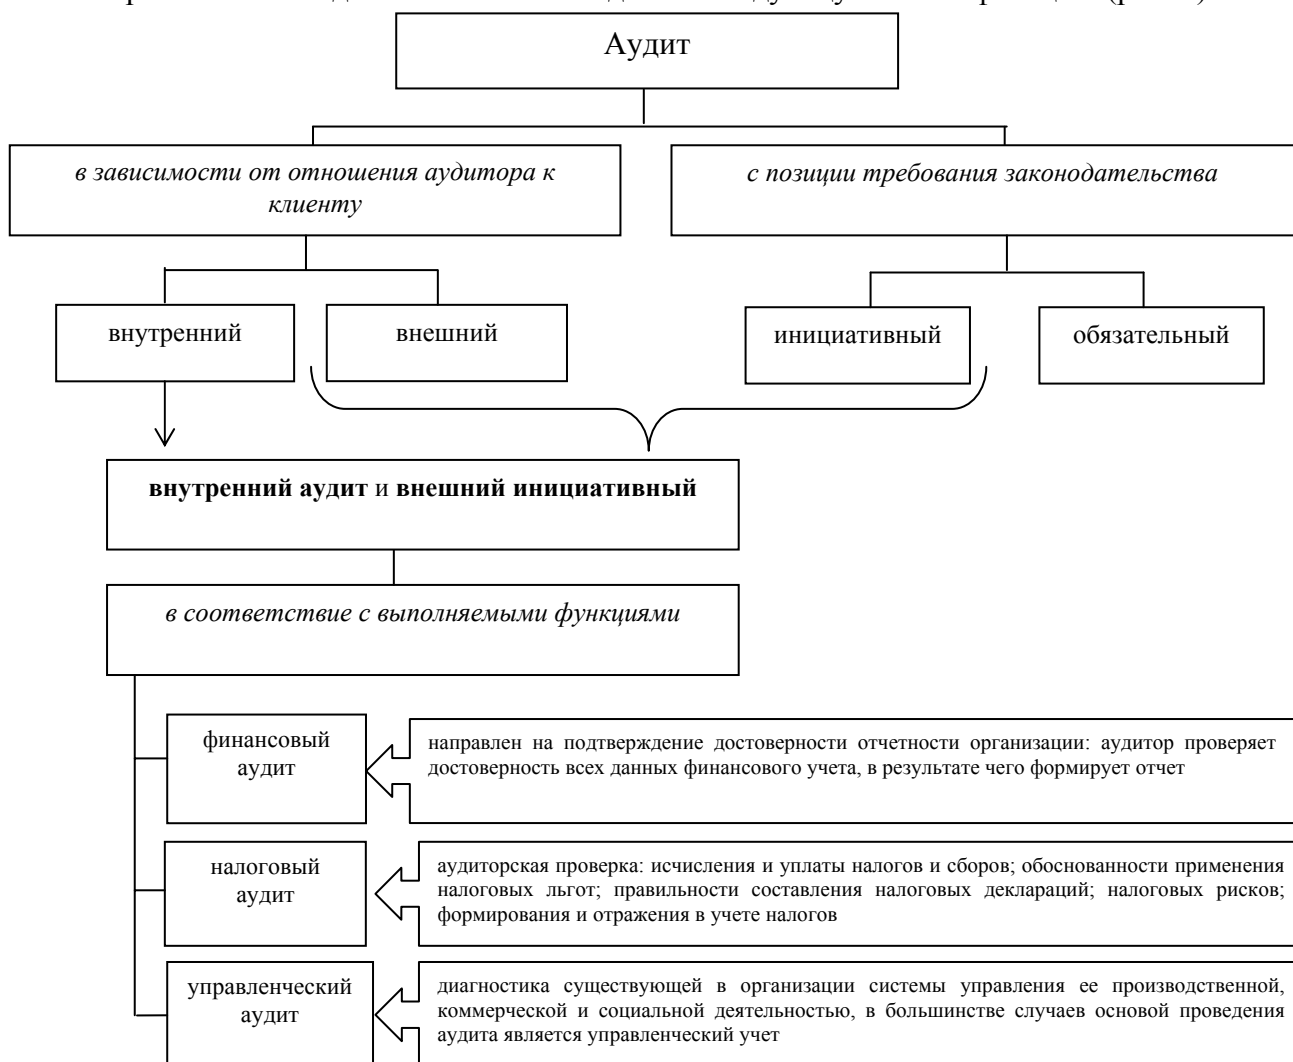 Аудит
в зависимости от отношения аудитора к
клиенту
с позиции требования законодательства
внутренний
внешний
инициативный
обязательный
внутренний аудит и внешний инициативный
в соответствие с выполняемыми функциями
финансовый
аудит
направлен на подтверждение достоверности отчетности организации: аудитор проверяет
достоверность всех данных финансового учета, в результате чего формирует отчет
налоговый
аудит
аудиторская проверка: исчисления и уплаты налогов и сборов; обоснованности применения
налоговых льгот; правильности составления налоговых деклараций; налоговых рисков;
формирования и отражения в учете налогов
управленческий
аудит
диагностика существующей в организации системы управления ее производственной,
коммерческой и социальной деятельностью, в большинстве случаев основой проведения
аудита является управленческий учет